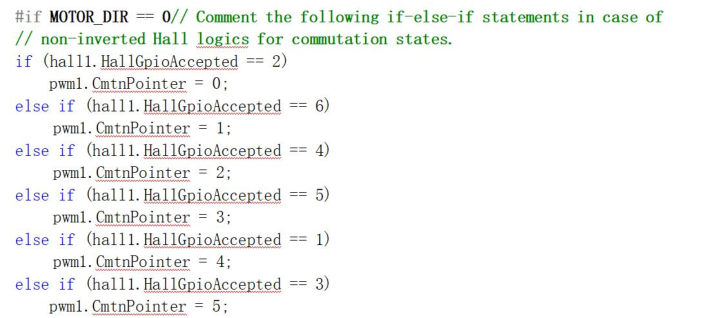 #if MOTOR_DIR == 0// Comment the following if-else-if statements in case of
// non-inverted Hall logics for commutation states.
if (hall1.HallGpioAccepted == 2)
pwm1.CmtnPointer = 0;
else if (hall1.HallGpioAccepted == 6)
pwm1.CmtnPointer = 1;
else if (hall1.HallGpioAccepted == 4)
pwm1.CmtnPointer = 2;
else if (hall1.HallGpioAccepted == 5)
pwm1.CmtnPointer = 3;
else if (hall1.HallGpioAccepted == 1)
pwm1.CmtnPointer = 4;
else if (hall1.HallGpioAccepted == 3)
pwm1.CmtnPointer = 5;